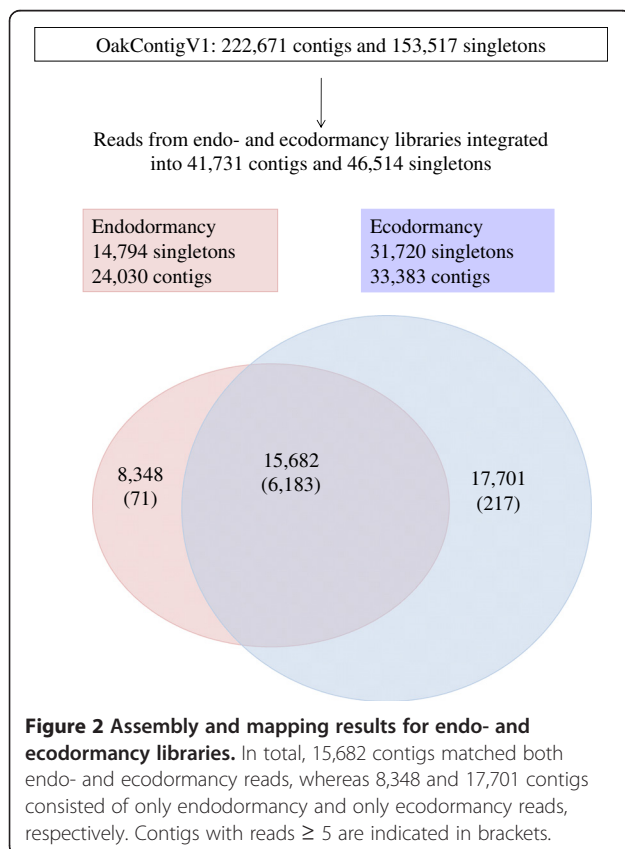 OakContigV1: 222,671 contigs and 153,517 singletons
Reads from endo- and ecodormancy libraries integrated
into 41,731 contigs and 46,514 singletons
Endodormancy
14,794 singletons
24,030 contigs
Ecodormancy
31,720 singletons
33,383 contigs
8,348
(71)
15,682
(6,183)
17,701
(217)
Figure 2 Assembly and mapping results for endo- and
ecodormancy libraries. In total, 15,682 contigs matched both
endo- and ecodormancy reads, whereas 8,348 and 17,701 contigs
consisted of only endodormancy and only ecodormancy reads,
respectively. Contigs with reads ≥ 5 are indicated in brackets.